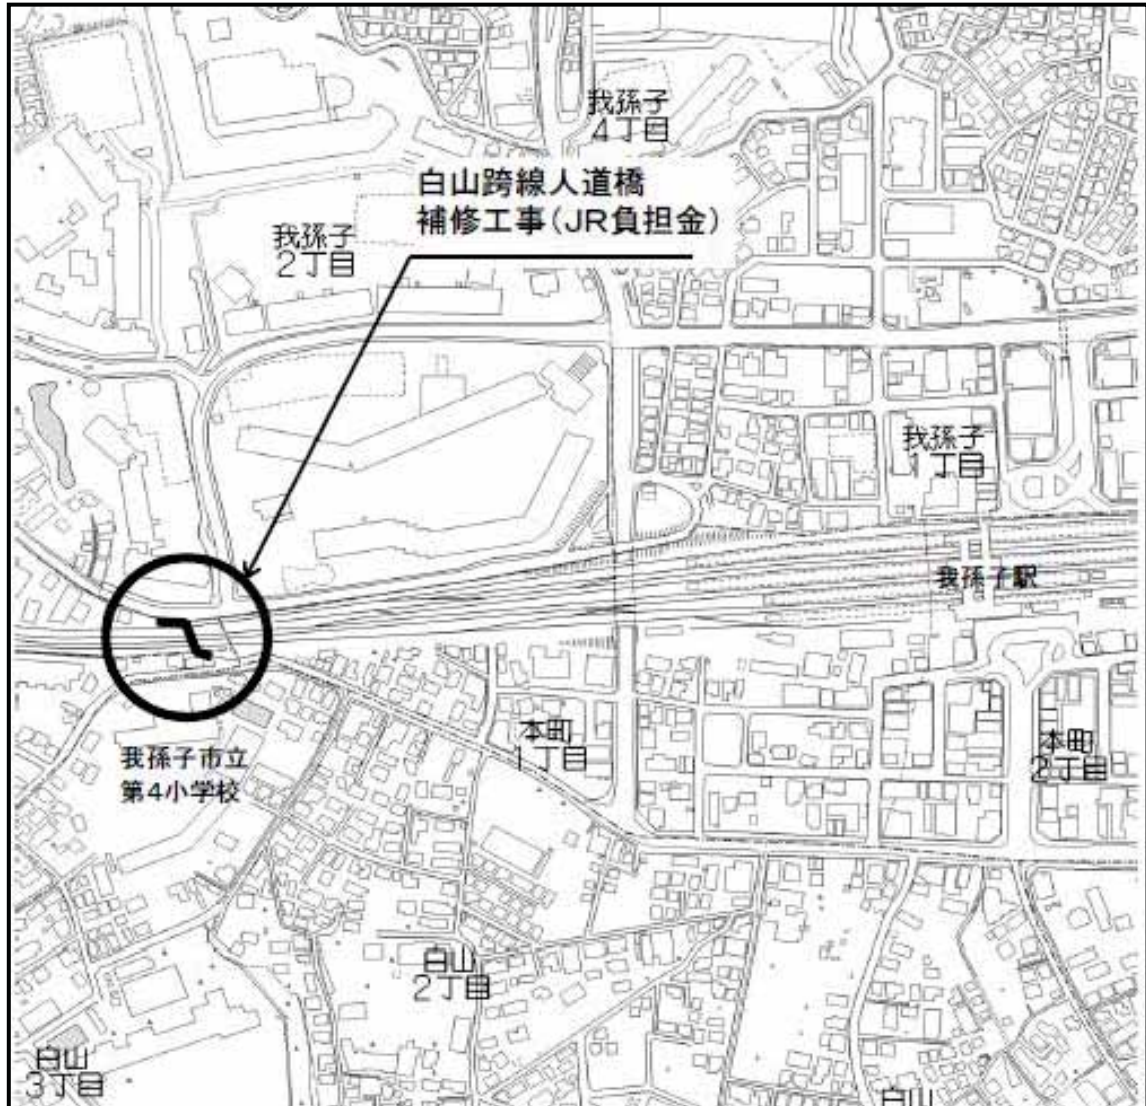 我孫子
4丁目
白山跨線人道橋
補修工事(JR負担金)
我孫子
2丁目
我孫子
1丁目
我孫子駅
本町
1丁目
本町
2丁目
我孫子市立
第4小学校
白山
2丁目
白山
3丁目
白山